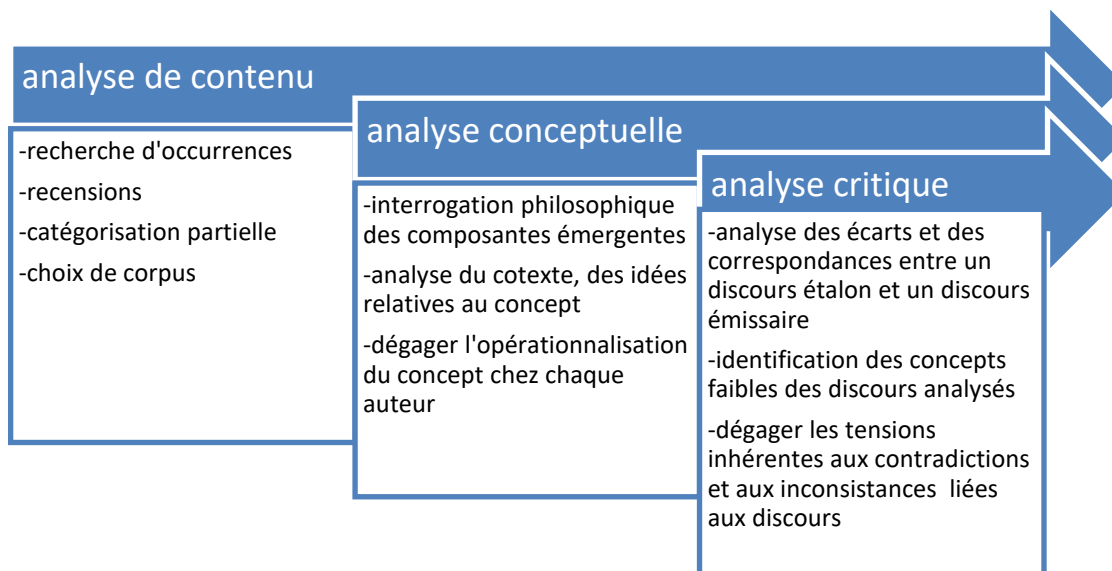 analyse de contenu
-recherche d'occurrences
-recensions
-catégorisation partielle
-choix de corpus
analyse conceptuelle
-interrogation philosophique
des composantes émergentes
-analyse du cotexte, des idées
relatives au concept
-dégager l'opérationnalisation
du concept chez chaque
auteur
analyse critique
-analyse des écarts et des
correspondances entre un
discours étalon et un discours
émissaire
-identification des concepts
faibles des discours analysés
-dégager les tensions
inhérentes aux contradictions
et aux inconsistances liées
aux discours